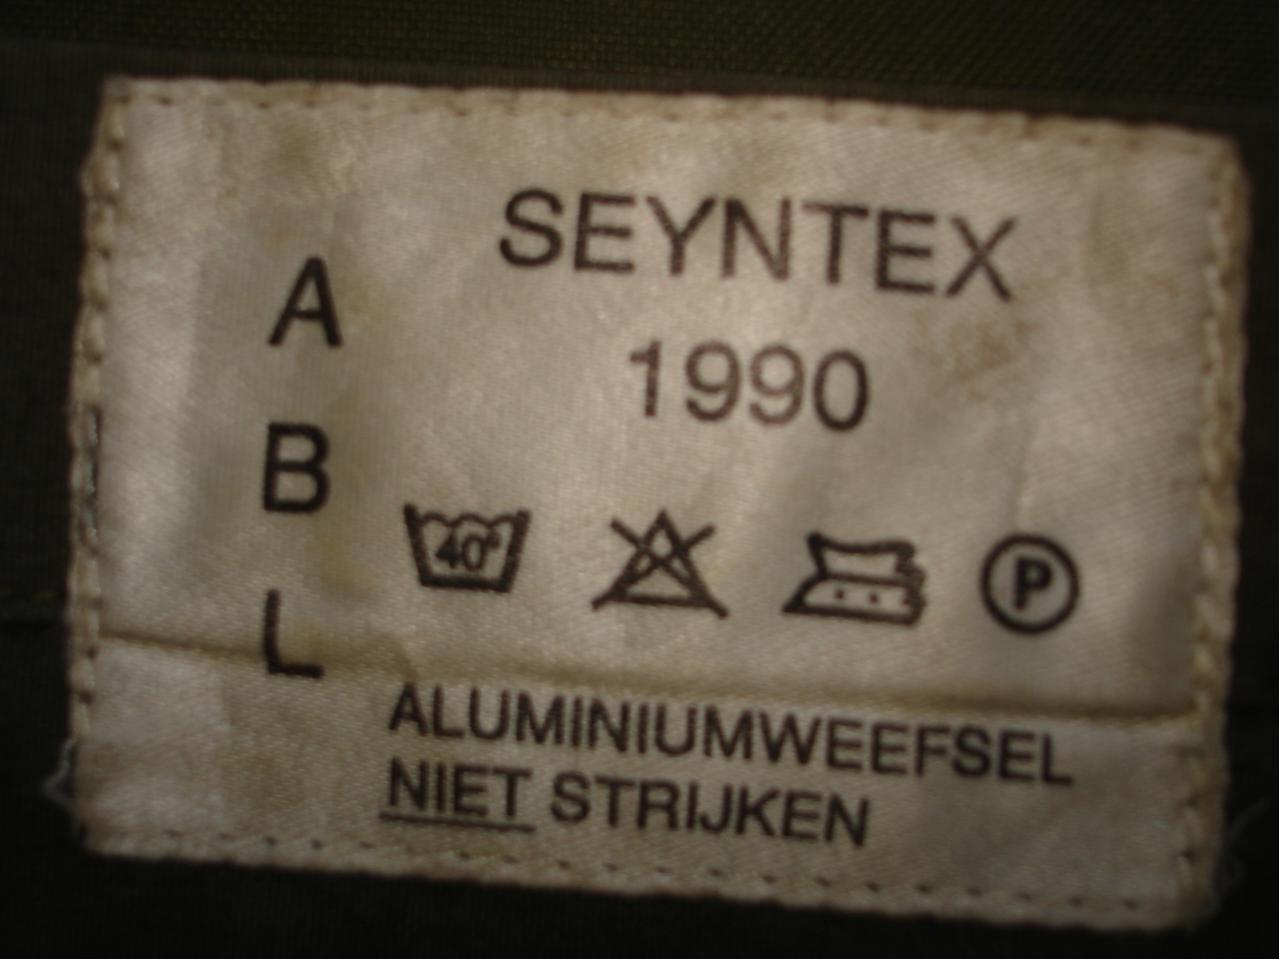 SEYNTEX
1990
A
B
L
40°
P
ALUMINIUMWEEFSEL
NIET STRIJKEN